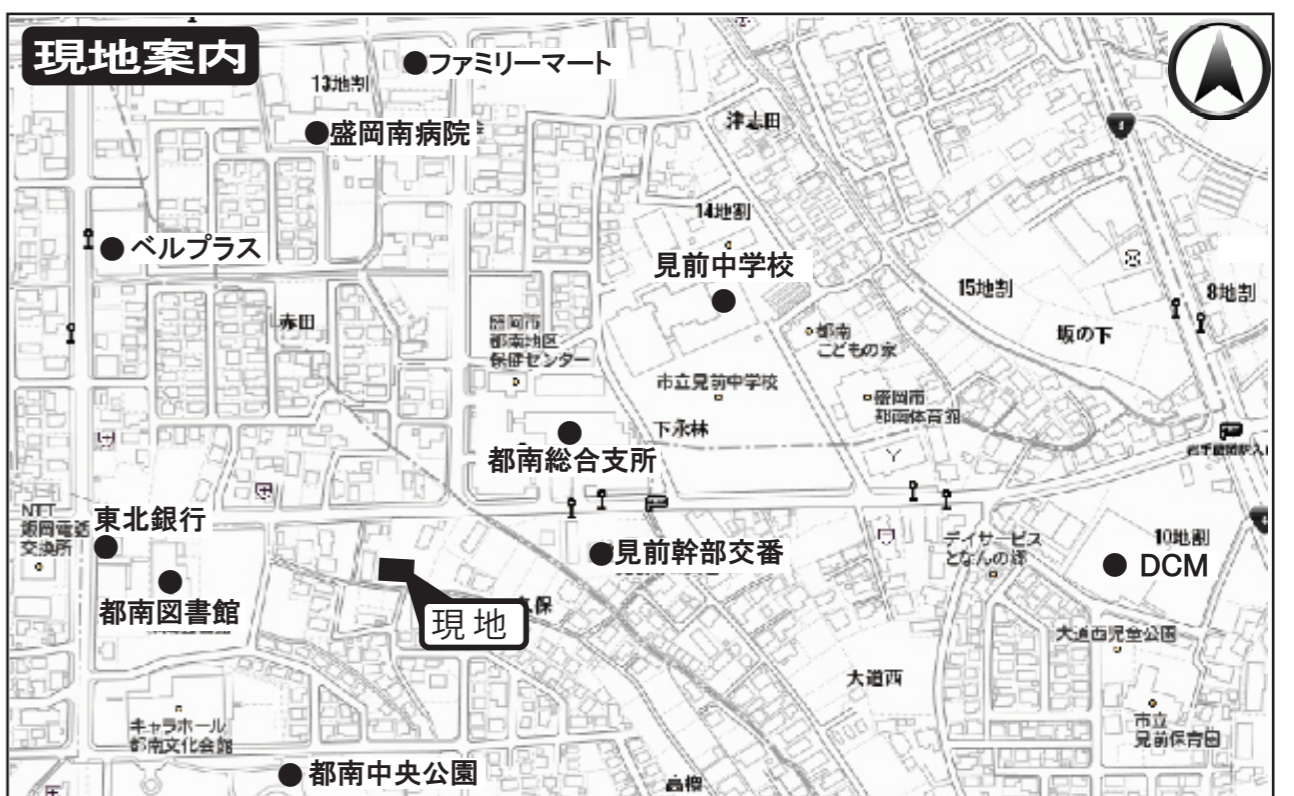 現地案内
ファミリーマート
13地割
盛岡南病院
津志田
4
14地割
ベルプラス
見前中学校
15地割
8地割
赤田
盛岡市
都南地区
保健センター
都南
こどもの家
坂の下
市立見前中学校
盛岡市
都南体育館
下永林
都南総合支所
NTT
飯岡電話
交換所
東北銀行
見前幹部交番
デイサービス
となんの郷
10地割
DCM
都南図書館
久保
現地
大道西児童公園
大道西
キャラホール
都南文化会館
市立
見前保育園
都南中央公園
高櫓